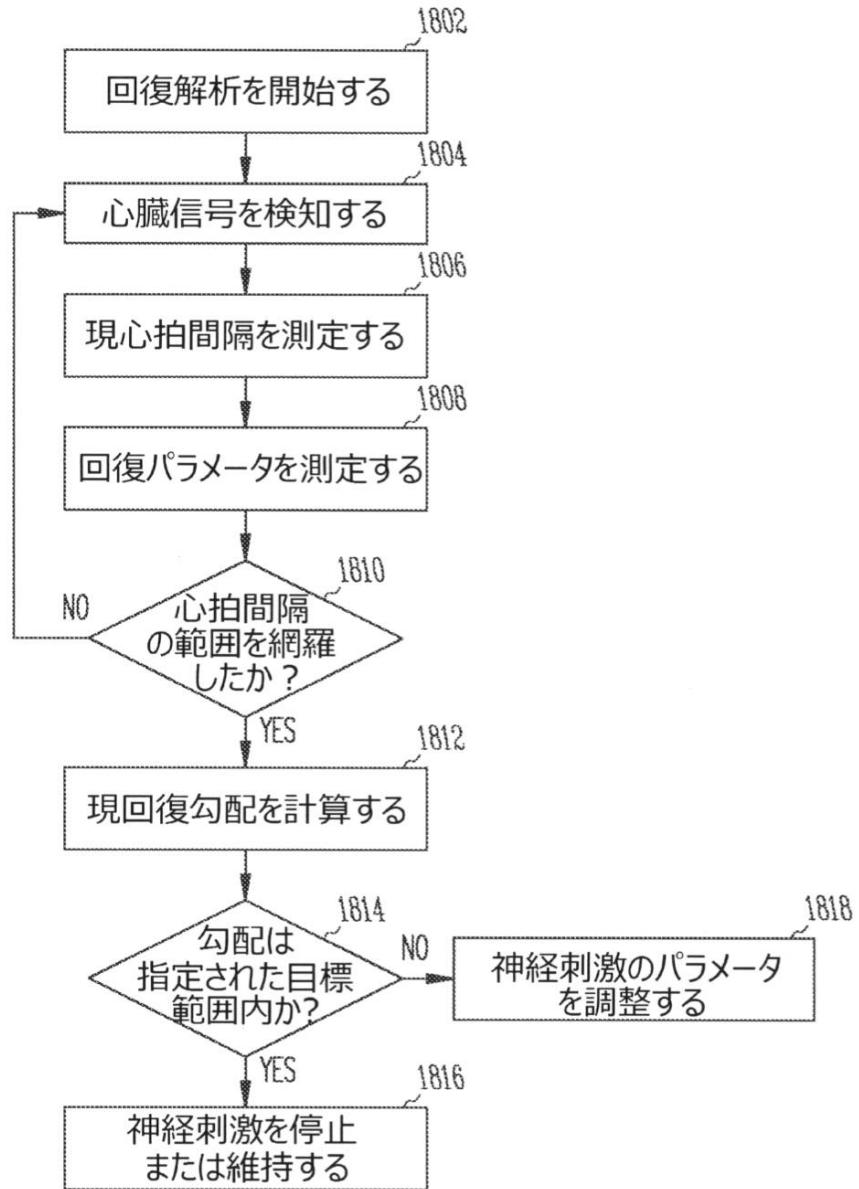 1802
回復解析を開始する
1804
心臓信号を検知する
1806
現心拍間隔を測定する
1808
回復パラメータを測定する
1810
心拍間隔
の範囲を網羅
したか？
NO
YES
1812
現回復勾配を計算する
1814
勾配は
指定された目標
範囲内か?
NO
1818
神経刺激のパラメータ
を調整する
YES
1816
神経刺激を停止
または維持する